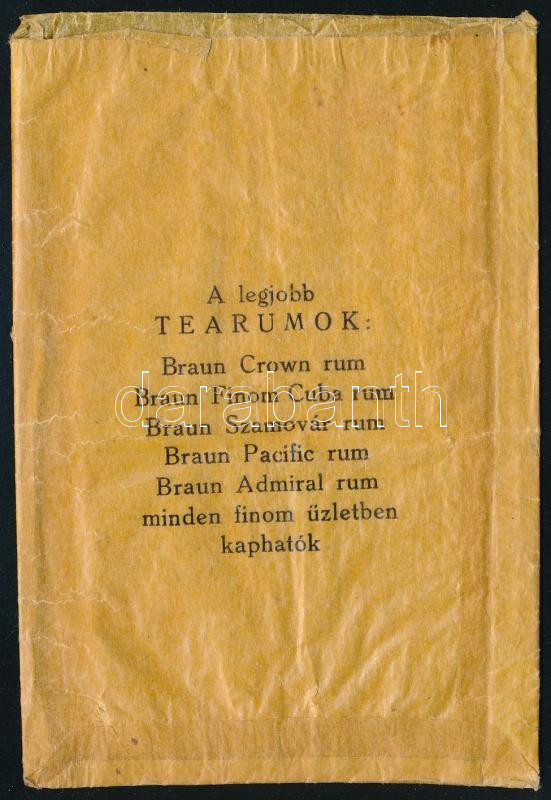 A legjobb
TEARUMOK:
Braun Crown rum
Braun Finom Cuba rum
Braun Szamovár rum
Braun Pacific rum
Braun Admiral rum
minden finom üzletben
kaphatók
darabanth